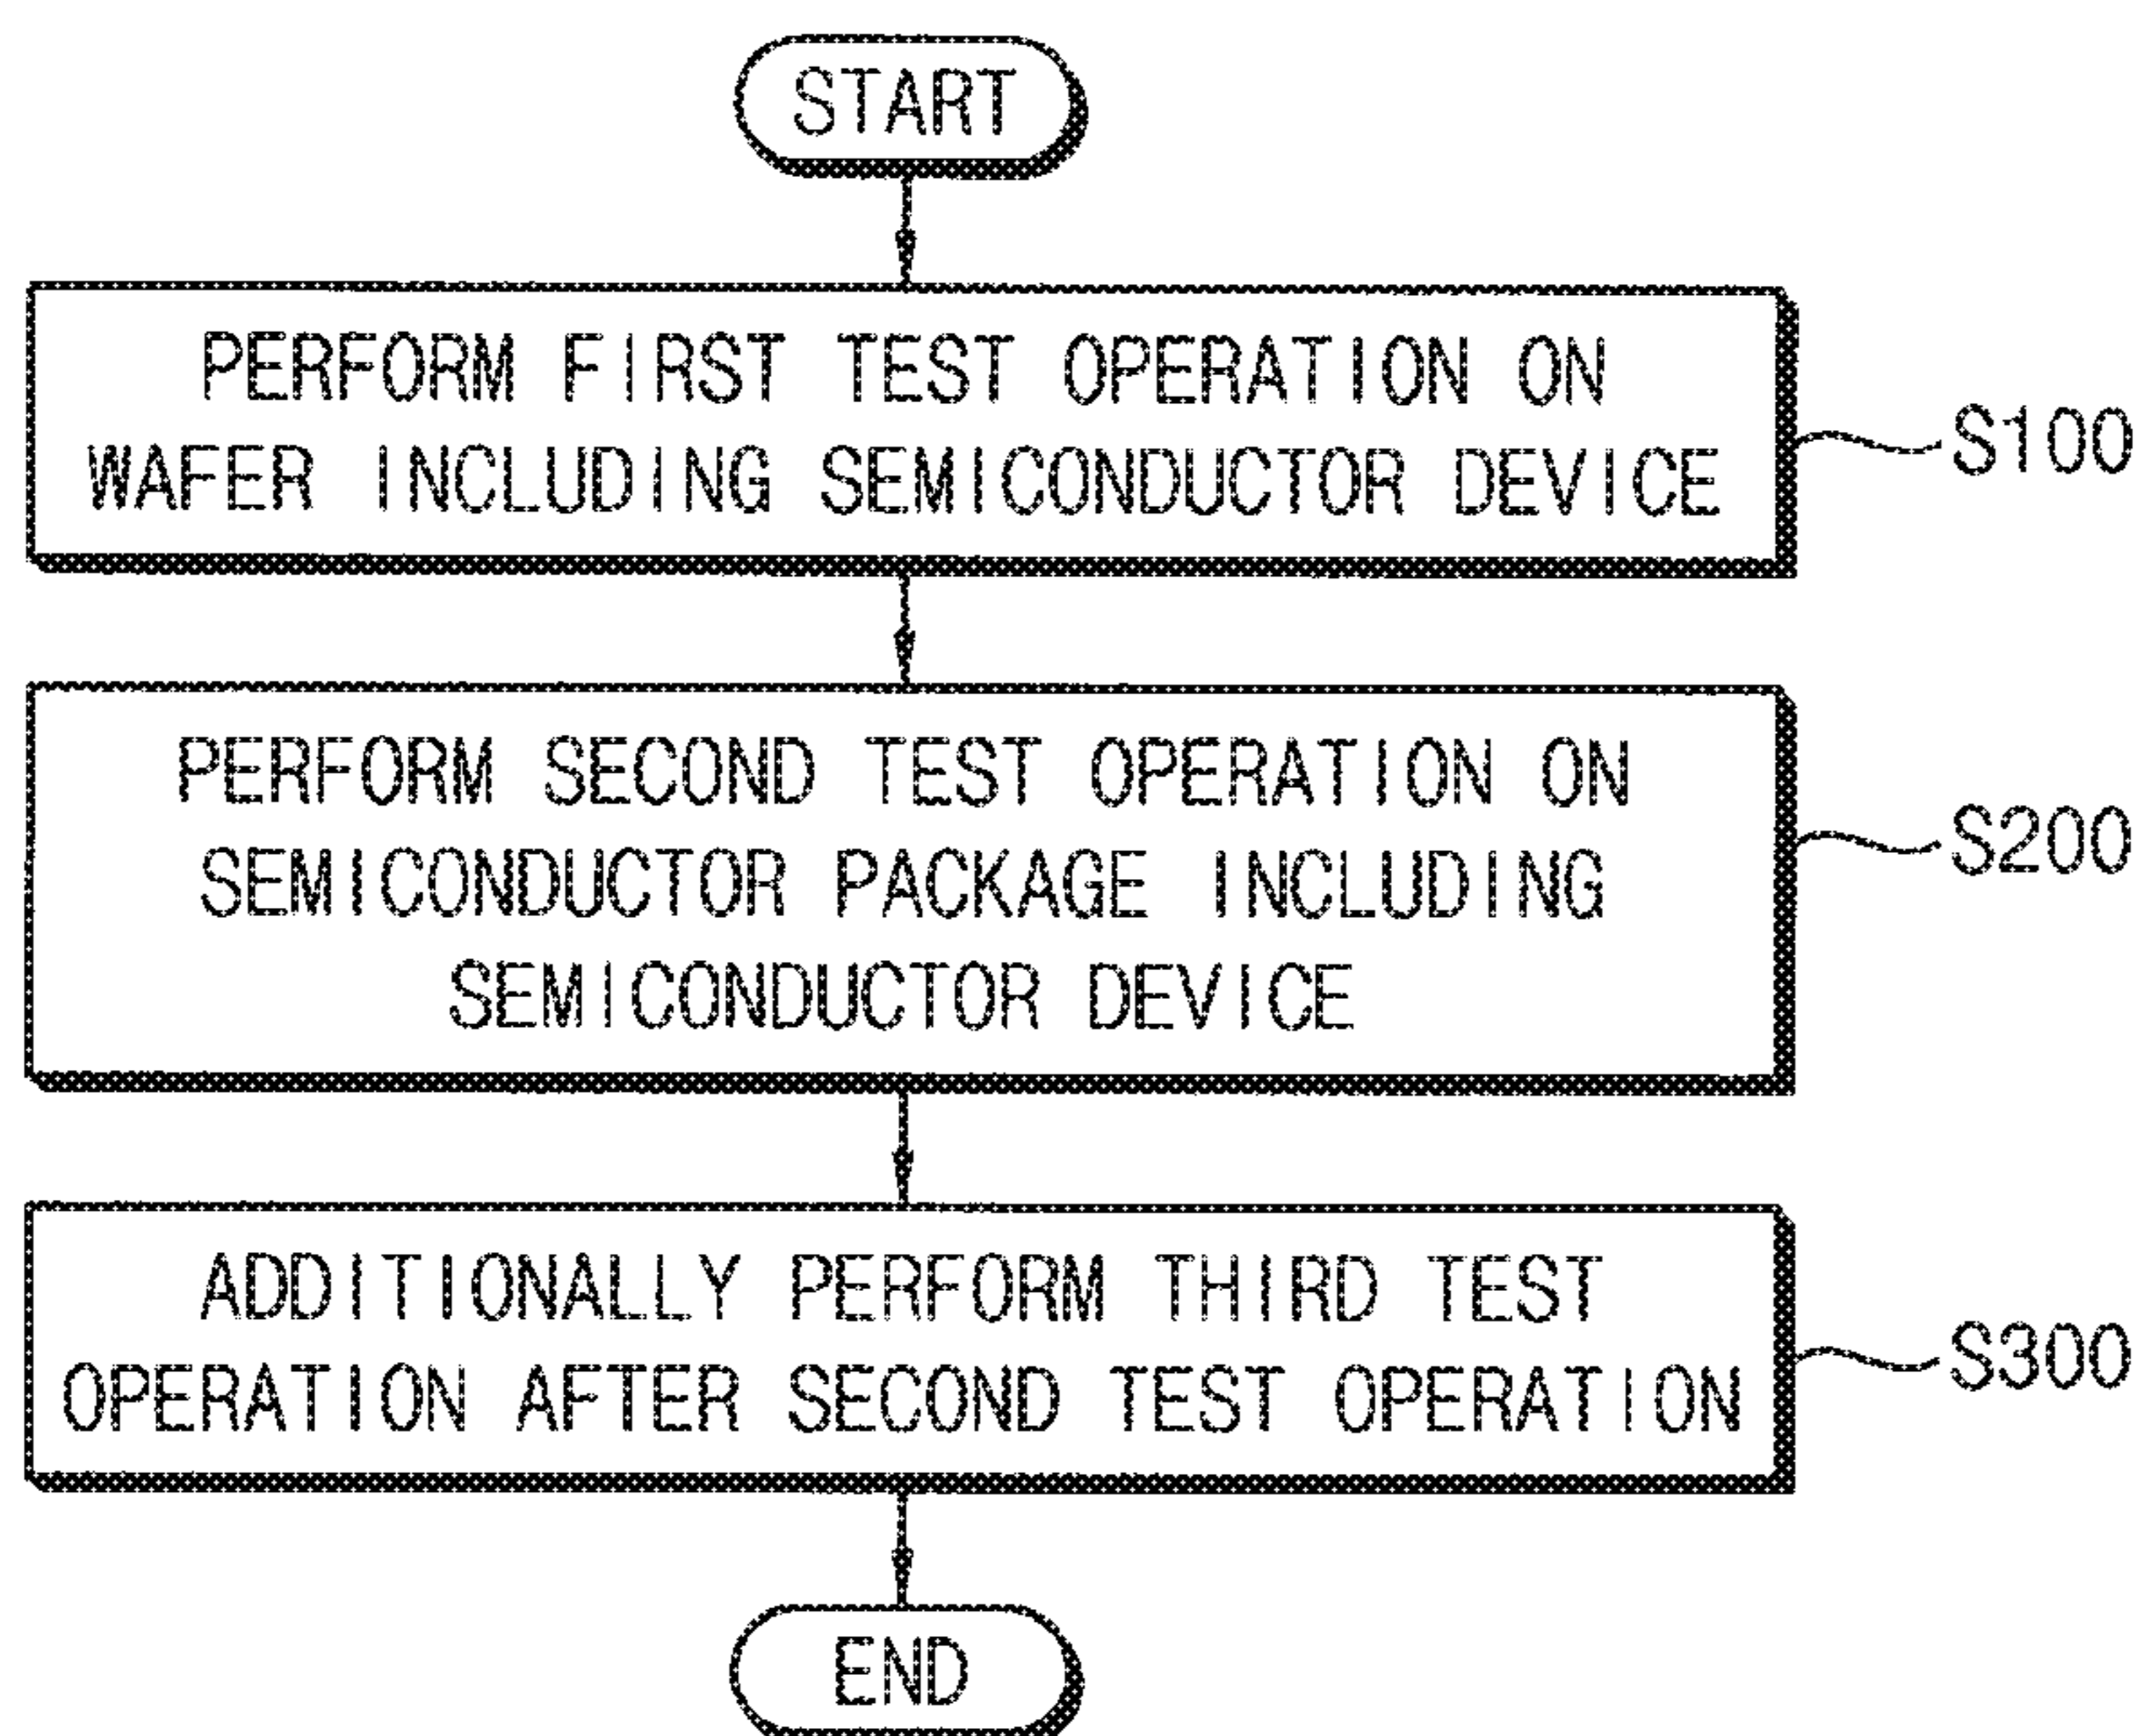 START
PERFORM FIRST TEST OPERATION ON
WAFER INCLUDING SEMICONDUCTOR DEVICE
S100
PERFORM SECOND TEST OPERATION ON
SEMICONDUCTOR PACKAGE INCLUDING
SEMICONDUCTOR DEVICE
S200
ADDITIONALLY PERFORM THIRD TEST
OPERATION AFTER SECOND TEST OPERATION
S300
END